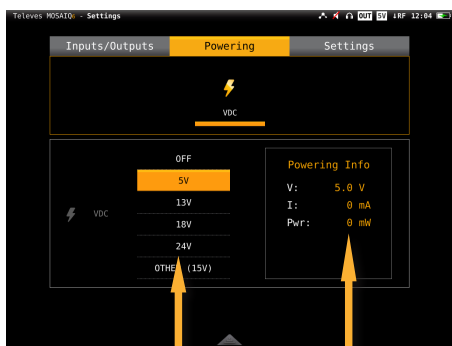 Televes MOSAIQ6 - Settings OUT 5V ↓RF 12:04
Inputs/Outputs Powering Settings
VDC
OFF
5V
13V
18V
24V
OTHER (15V)
VDC
Powering Info
V: 5.0 V
I: 0 mA
Pwr: 0 mW